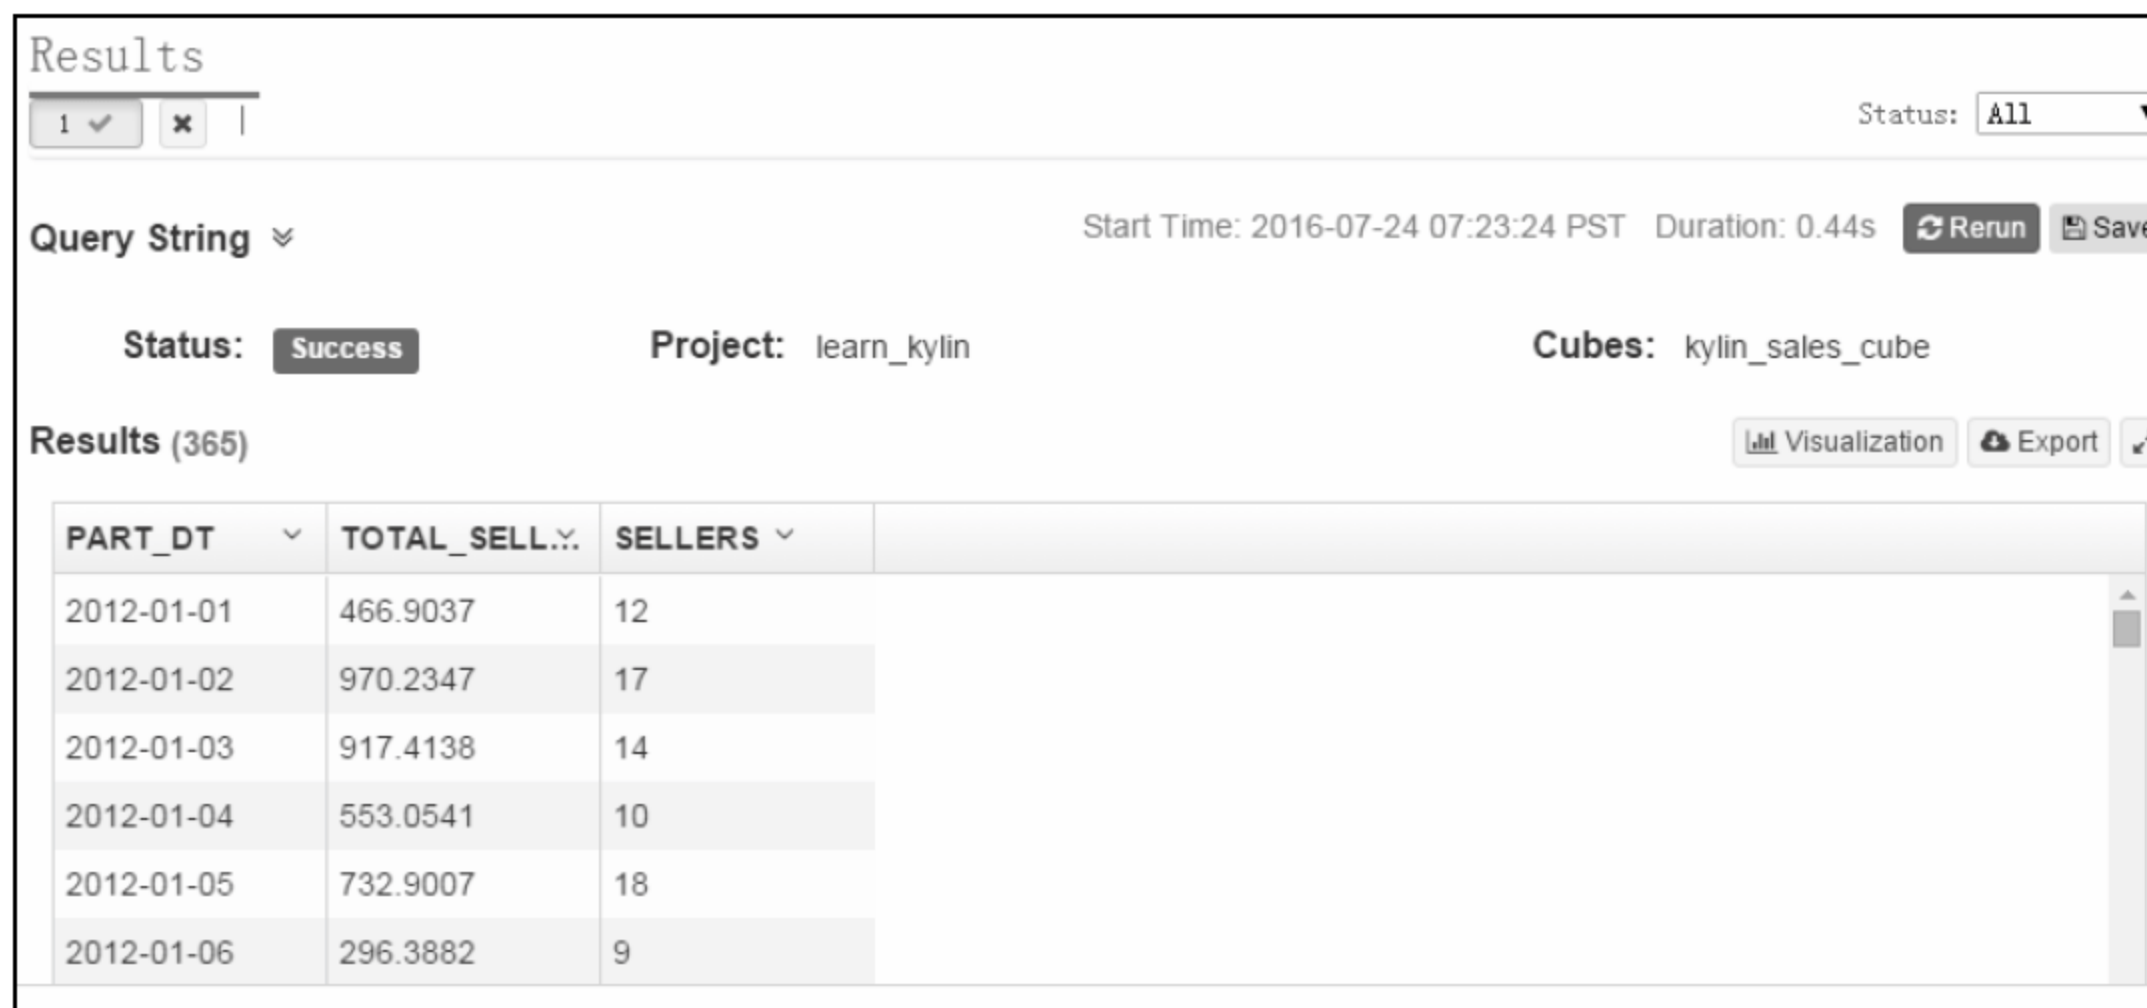 Results
1
Status: All
Query String Start Time: 2016-07-24 07:23:24 PST Duration: 0.44s Rerun Save
Status: Success Project: learn_kylin Cubes: kylin_sales_cube
Results (365) Visualization Export
PART_DT TOTAL_SELL... SELLERS
2012-01-01 466.9037 12
2012-01-02 970.2347 17
2012-01-03 917.4138 14
2012-01-04 553.0541 10
2012-01-05 732.9007 18
2012-01-06 296.3882 9